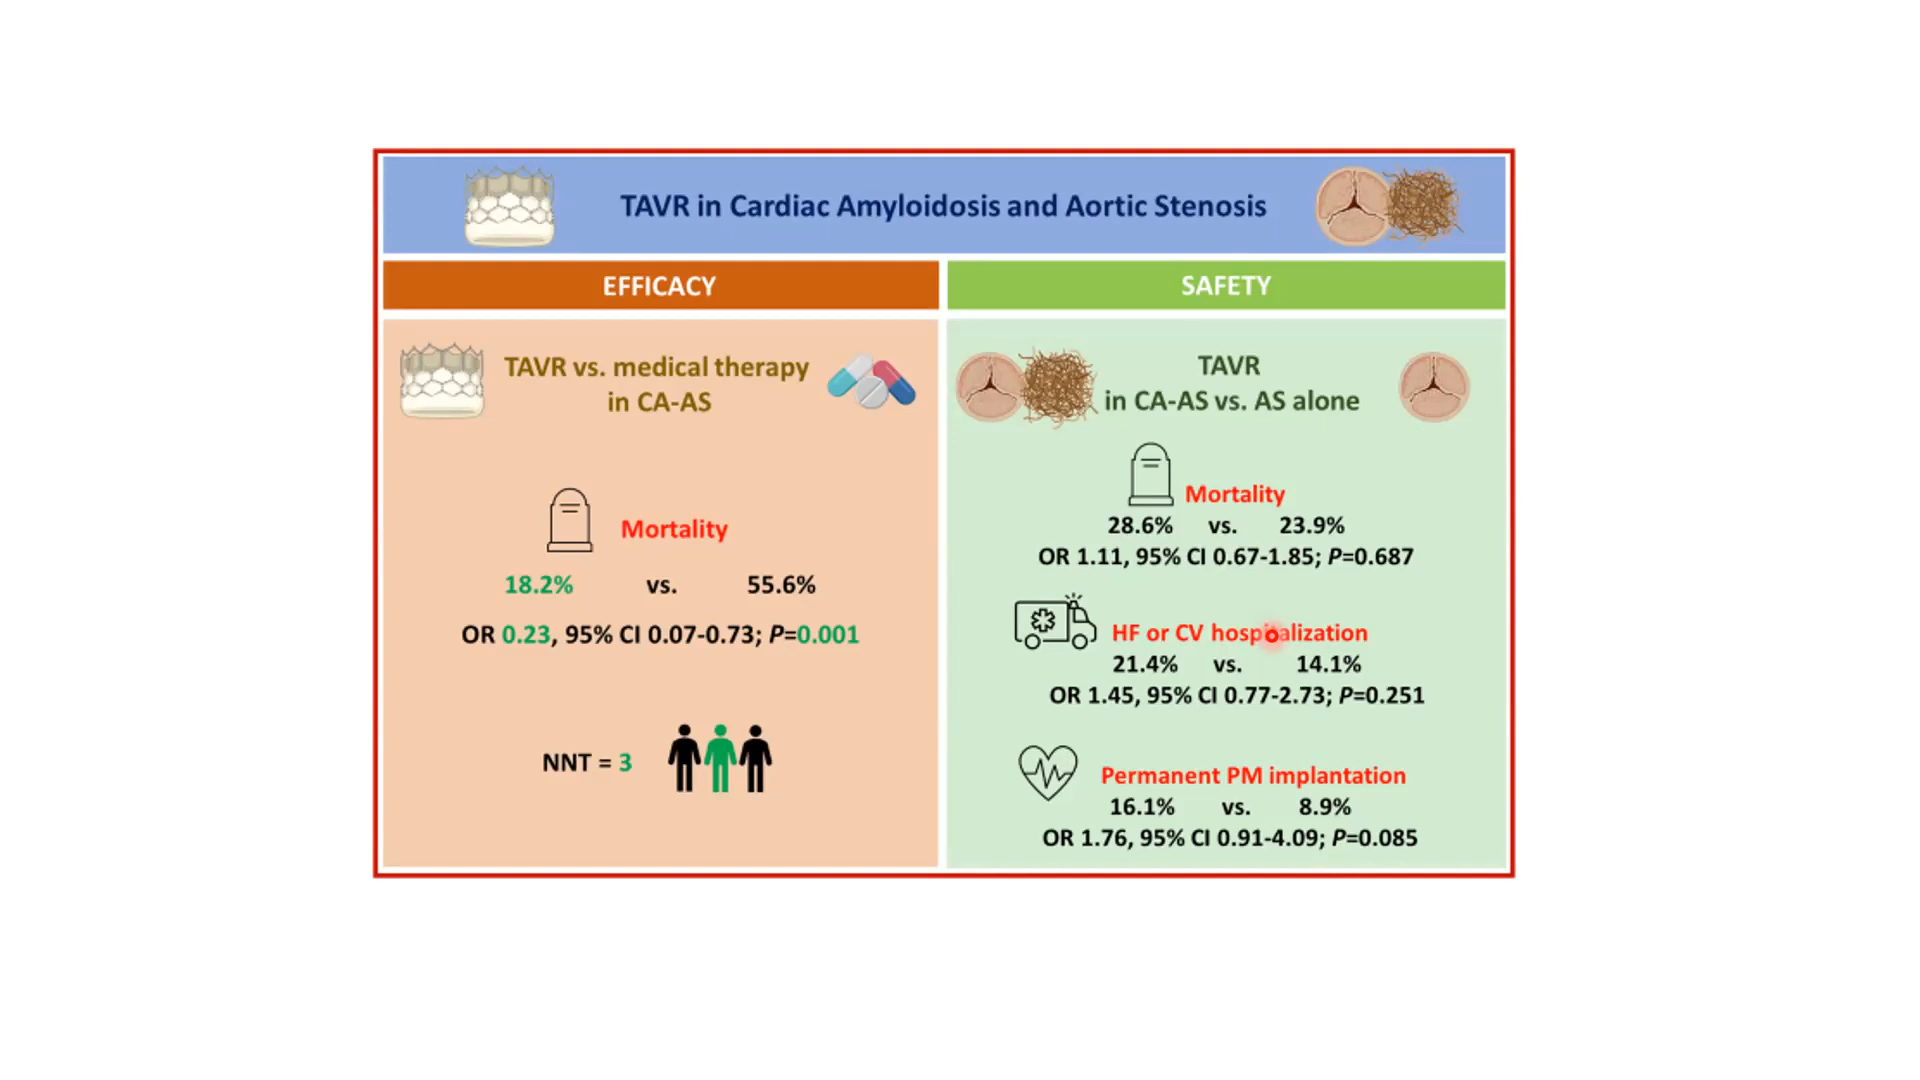 TAVR in Cardiac Amyloidosis and Aortic Stenosis
EFFICACY
TAVR vs. medical therapy
in CA-AS
Mortality
18.2% vs. 55.6%
OR 0.23, 95% CI 0.07-0.73; P=0.001
NNT = 3
SAFETY
TAVR
in CA-AS vs. AS alone
Mortality
28.6% vs. 23.9%
OR 1.11, 95% CI 0.67-1.85; P=0.687
HF or CV hospitalization
21.4% vs. 14.1%
OR 1.45, 95% CI 0.77-2.73; P=0.251
Permanent PM implantation
16.1% vs. 8.9%
OR 1.76, 95% CI 0.91-4.09; P=0.085